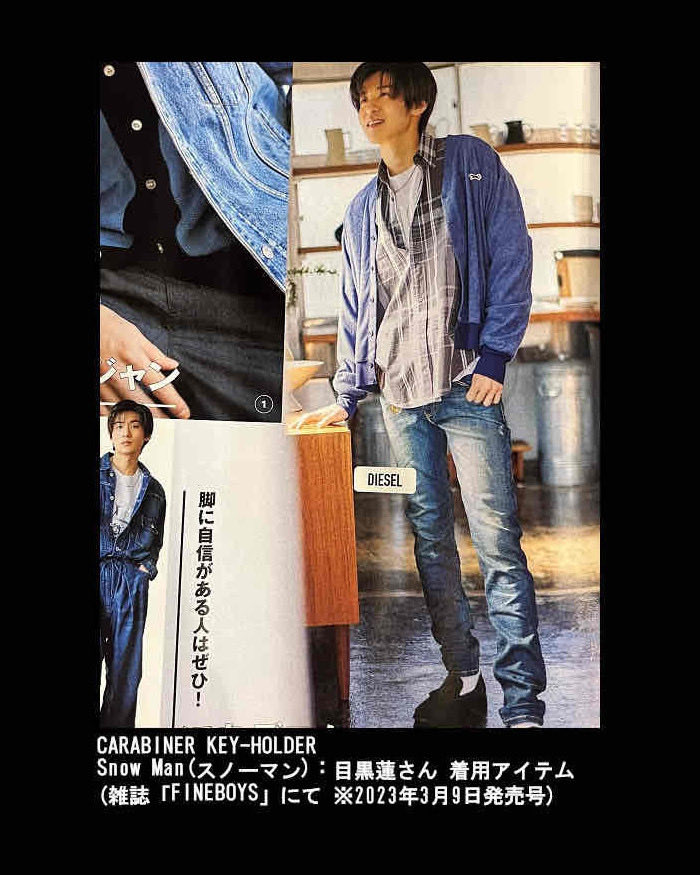 ジャン
1
DIESEL
脚に自信がある人はぜひ！
CARABINER KEY-HOLDER
Snow Man(スノーマン)：目黒蓮さん 着用アイテム
(雑誌「FINEBOYS」にて ※2023年3月9日発売号)